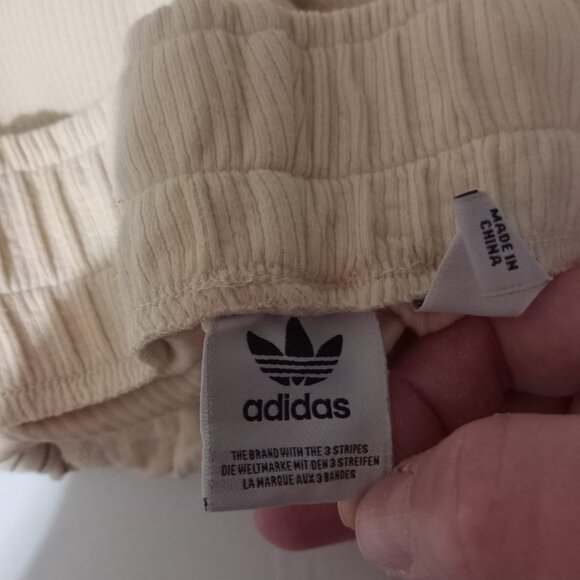 MADE IN
CHINA
adidas
THE BRAND WITH THE 3 STRIPES
DIE WELTMARKE MIT DEN 3 STREIFEN
LA MARQUE AUX 3 BANDES